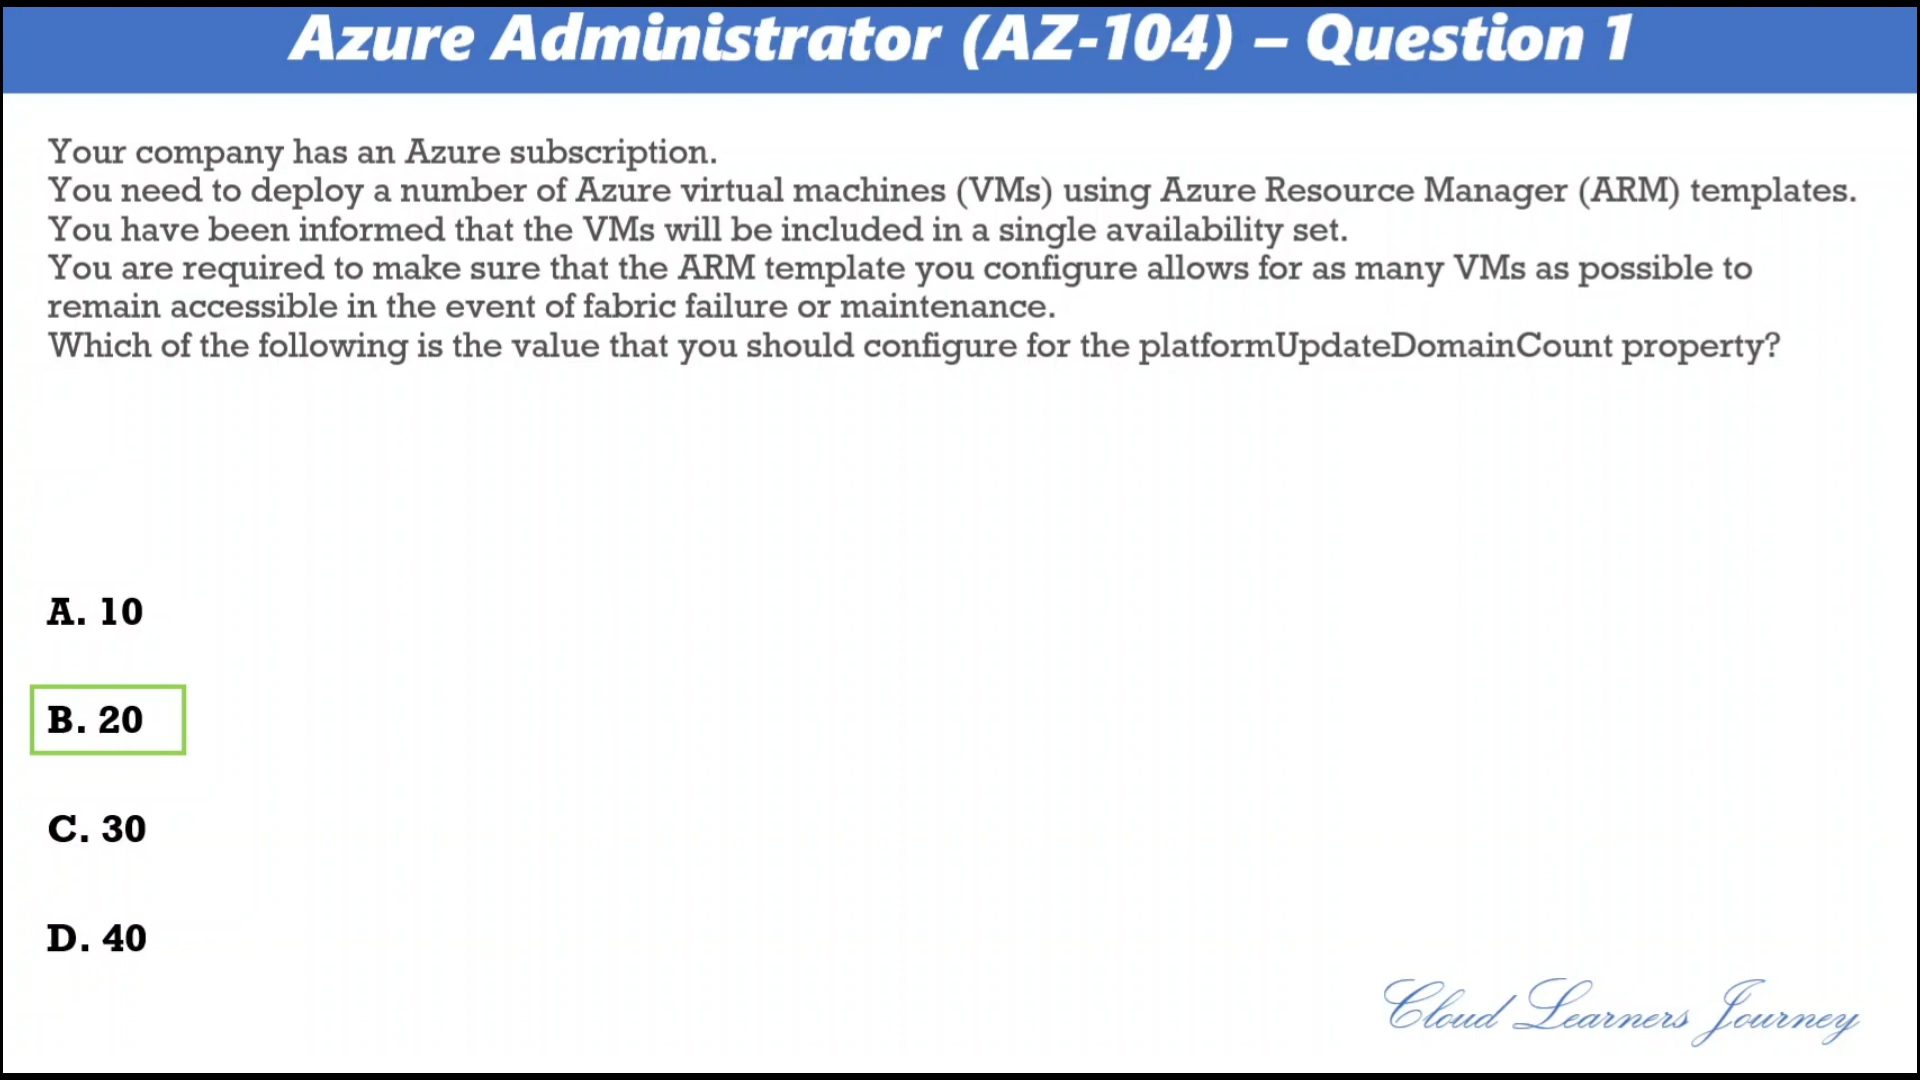 Azure Administrator (AZ-104) – Question 1
Your company has an Azure subscription.
You need to deploy a number of Azure virtual machines (VMs) using Azure Resource Manager (ARM) templates.
You have been informed that the VMs will be included in a single availability set.
You are required to make sure that the ARM template you configure allows for as many VMs as possible to
remain accessible in the event of fabric failure or maintenance.
Which of the following is the value that you should configure for the platformUpdateDomainCount property?
A. 10
B. 20
C. 30
D. 40
Cloud Learners Journey